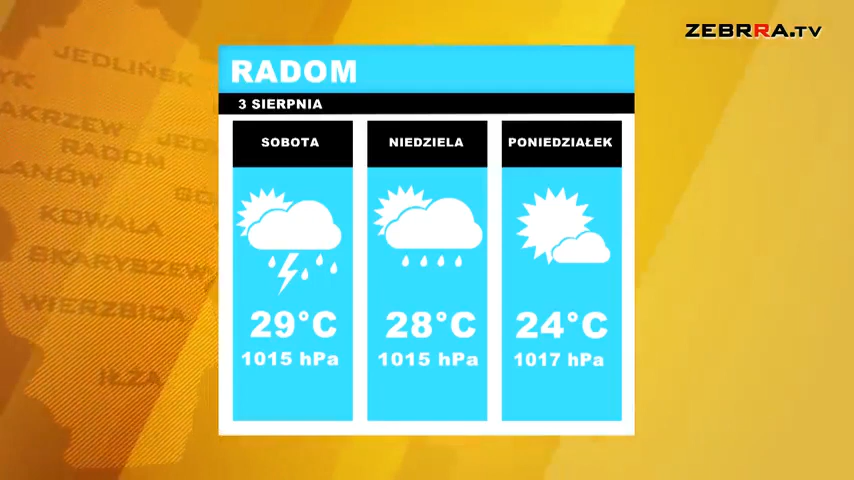 ZEBRRA.TV
RADOM
3 SIERPNIA
SOBOTA
29°C
1015 hPa
NIEDZIELA
28°C
1015 hPa
PONIEDZIAŁEK
24°C
1017 hPa
JEDLIŃSK
RADOM
KOWALA
SKARYSZEW
WIERZBICA
IŁŻA